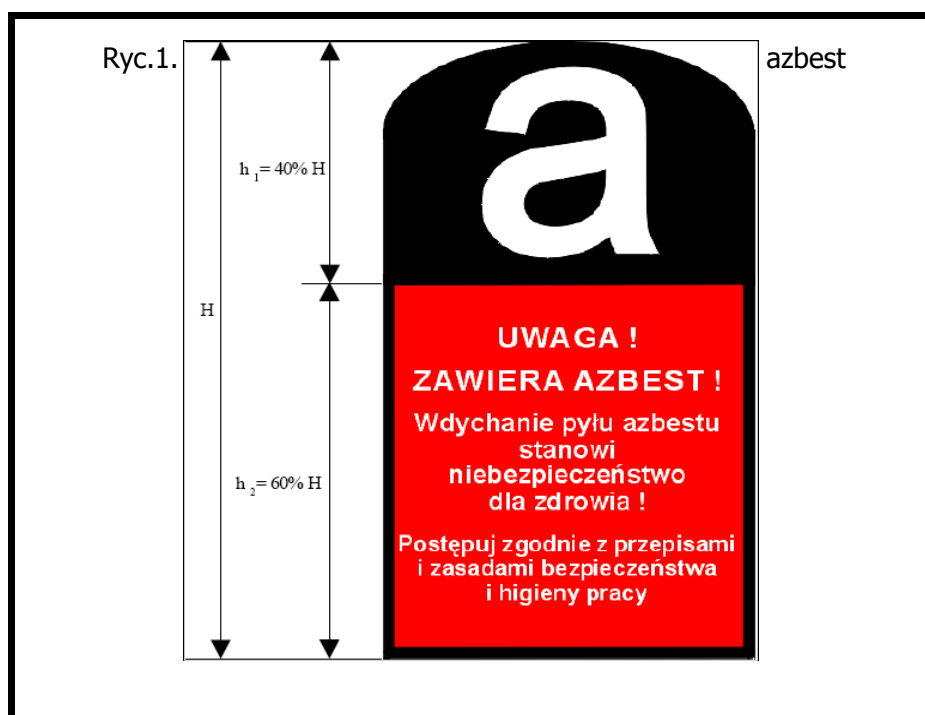 Ryc.1.
azbest
a
h 1= 40% H
H
h 2= 60% H
UWAGA !
ZAWIERA AZBEST !
Wdychanie pyłu azbestu
stanowi
niebezpieczeństwo
dla zdrowia !
Postępuj zgodnie z przepisami
i zasadami bezpieczeństwa
i higieny pracy